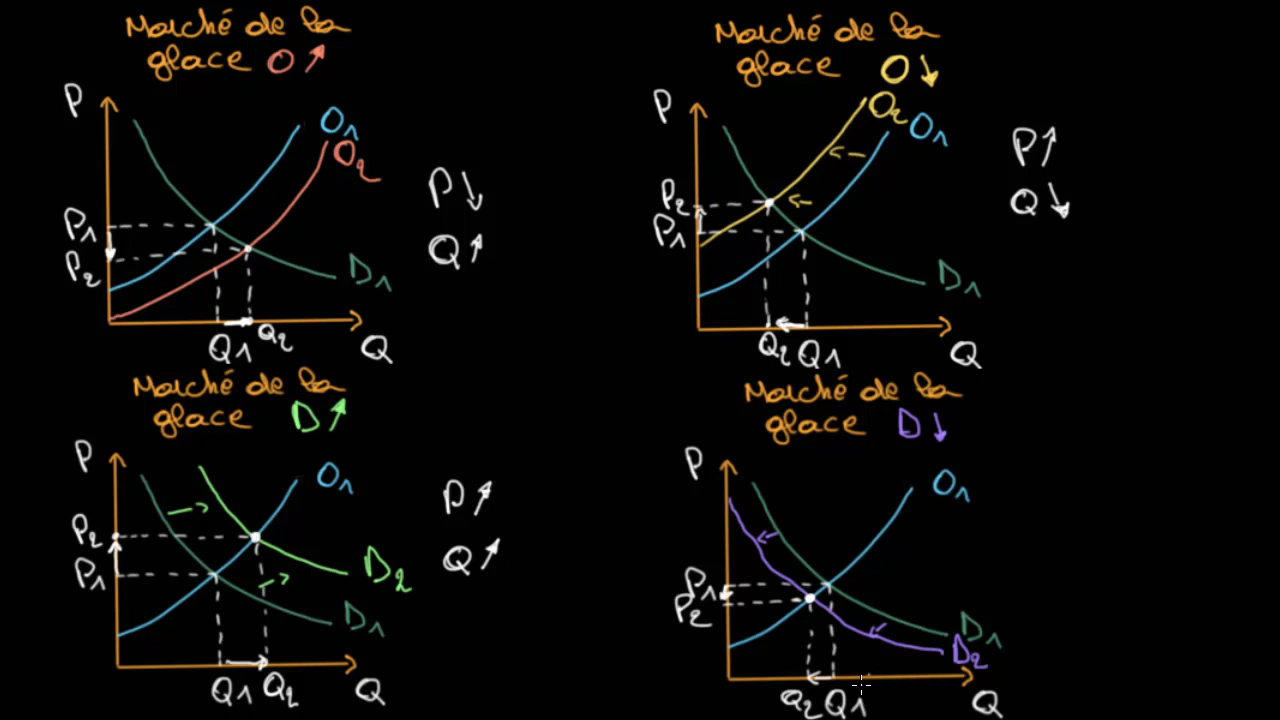 Marché de la
glace O ↗
P
O1
O2
P ↓
Q ↑
P1
P2
D1
Q1 Q2
Q
Marché de la
glace O ↓
P
O2 O1
P ↑
Q ↓
P2
P1
D1
Q2 Q1
Q
Marché de la
glace D ↗
P
O1
P ↗
Q ↗
P2
P1
D2
D1
Q1 Q2
Q
Marché de la
glace D ↓
P
O1
P1
P2
D1
D2
Q2 Q1
Q